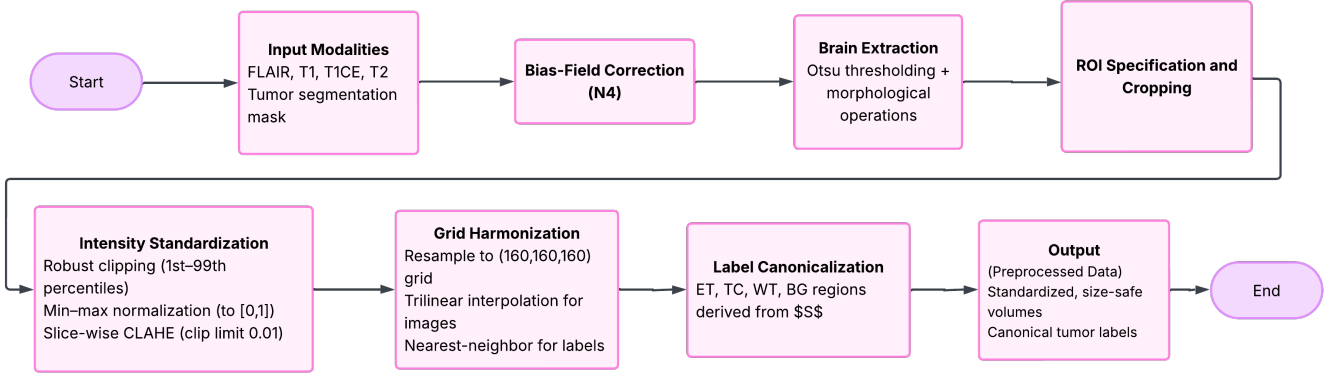 Start
Input Modalities
FLAIR, T1, T1CE, T2
Tumor segmentation
mask
Bias-Field Correction
(N4)
Brain Extraction
Otsu thresholding +
morphological
operations
ROI Specification and
Cropping
Intensity Standardization
Robust clipping (1st–99th
percentiles)
Min–max normalization (to [0,1])
Slice-wise CLAHE (clip limit 0.01)
Grid Harmonization
Resample to (160,160,160)
grid
Trilinear interpolation for
images
Nearest-neighbor for labels
Label Canonicalization
ET, TC, WT, BG regions
derived from $S$
Output
(Preprocessed Data)
Standardized, size-safe
volumes
Canonical tumor labels
End